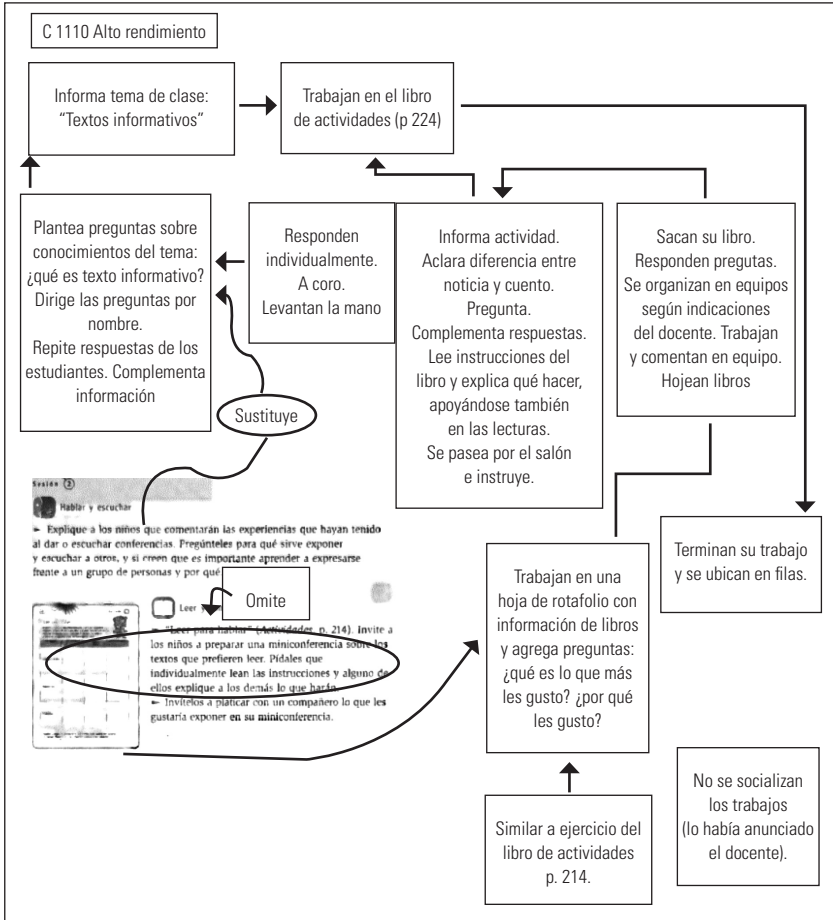 C 1110 Alto rendimiento
Informa tema de clase:
"Textos informativos"
Trabajan en el libro
de actividades (p 224)
Plantea preguntas sobre
conocimientos del tema:
¿qué es texto informativo?
Dirige las preguntas por
nombre.
Repite respuestas de los
estudiantes. Complementa
información
Responden
individualmente.
A coro.
Levantan la mano
Informa actividad.
Aclara diferencia entre
noticia y cuento.
Pregunta.
Complementa respuestas.
Lee instrucciones del
libro y explica qué hacer,
apoyándose también
en las lecturas.
Se pasea por el salón
e instruye.
Sacan su libro.
Responden pregutas.
Se organizan en equipos
según indicaciones
del docente. Trabajan
y comentan en equipo.
Hojean libros
Sustituye
Sesión 2
Hablar y escuchar
Explique a los niños que comentarán las experiencias que hayan tenido
al dar o escuchar conferencias. Pregúnteles para qué sirve exponer
y escuchar a otros, y si creen que es importante aprender a expresarse
frente a un grupo de personas y por qué
Leer
Omite
"Leer para hablar" (Actividades, p. 214). Invite a
los niños a preparar una miniconferencia sobre los
textos que prefieren leer. Pídales que
individualmente lean las instrucciones y alguno de
ellos explique a los demás lo que harán.
Invítelos a platicar con un compañero lo que les
gustaría exponer en su miniconferencia.
Trabajan en una
hoja de rotafolio con
información de libros
y agrega preguntas:
¿qué es lo que más
les gusto? ¿por qué
les gusto?
Terminan su trabajo
y se ubican en filas.
Similar a ejercicio del
libro de actividades
p. 214.
No se socializan
los trabajos
(lo había anunciado
el docente).